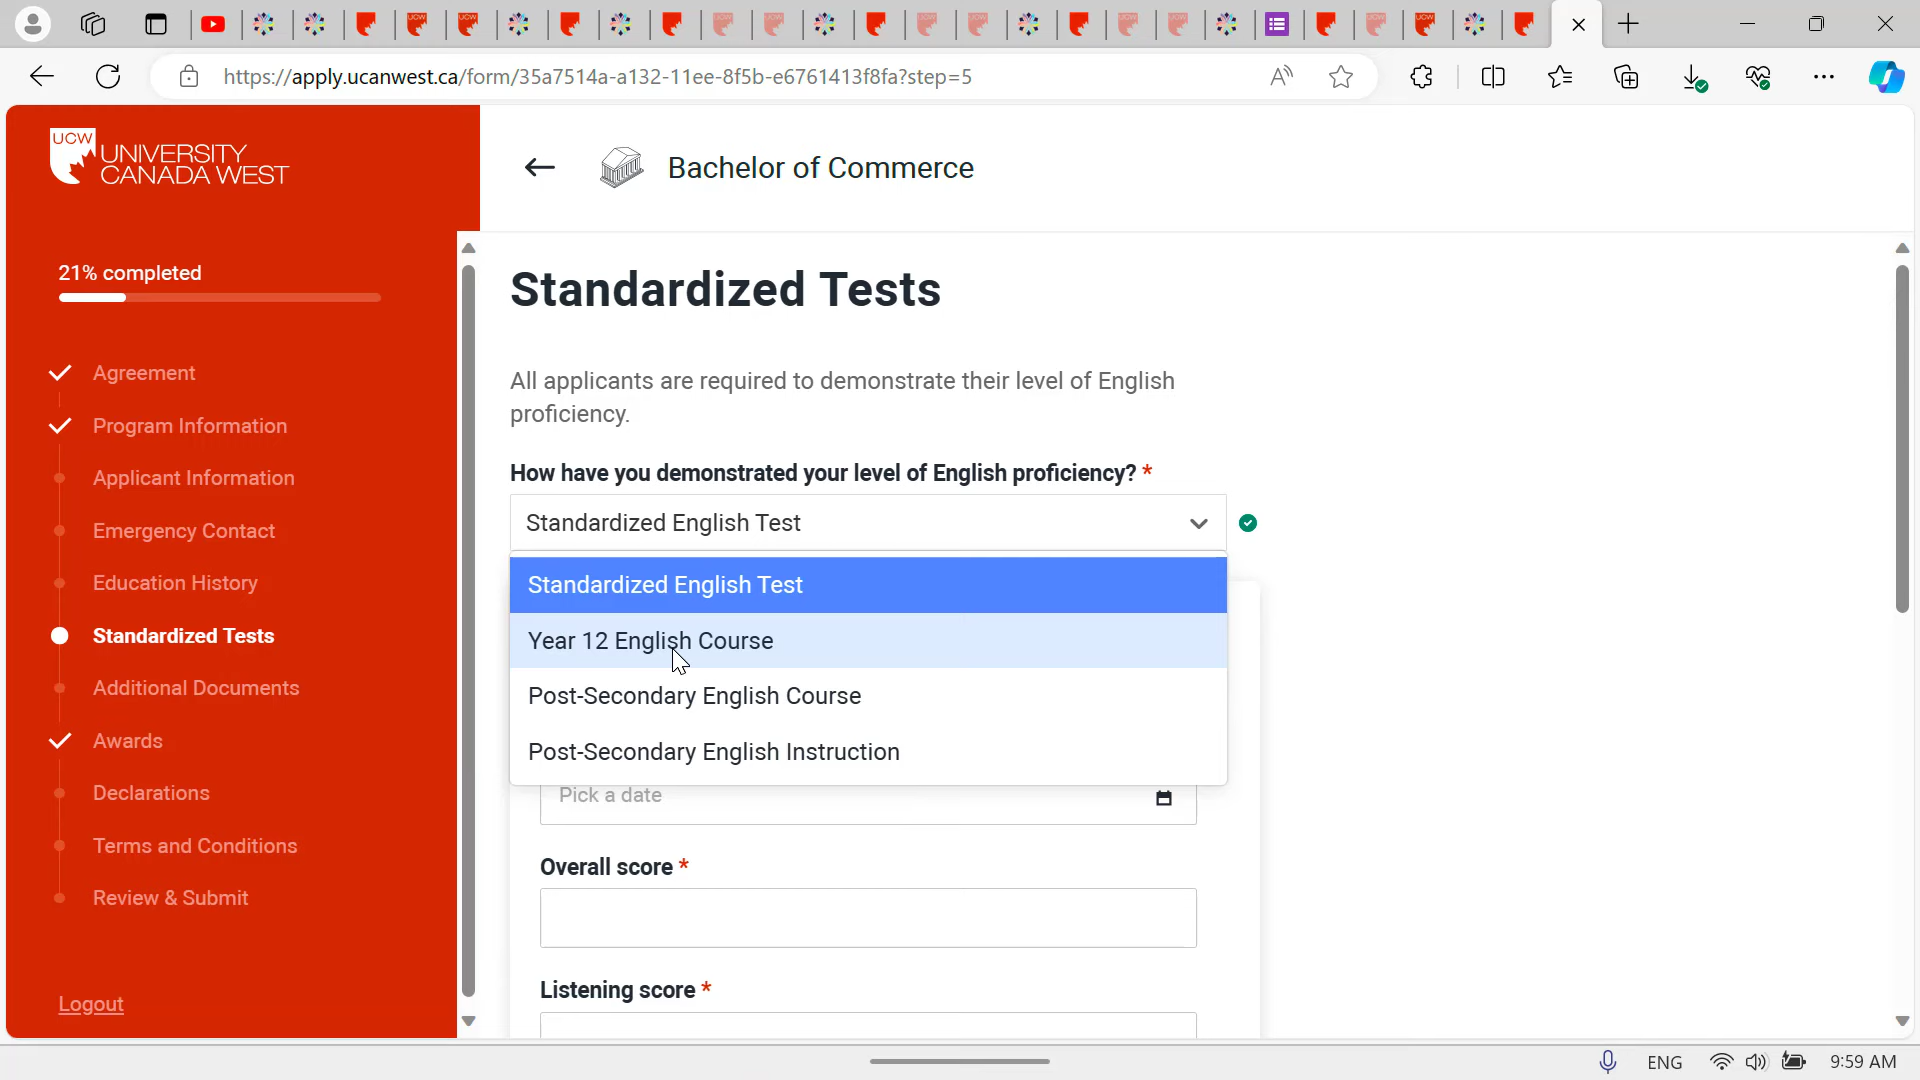 https://apply.ucanwest.ca/form/35a7514a-a132-11ee-8f5b-e6761413f8fa?step=5
UCW
UNIVERSITY
CANADA WEST
Bachelor of Commerce
21% completed
Agreement
Program Information
Applicant Information
Emergency Contact
Education History
Standardized Tests
Additional Documents
Awards
Declarations
Terms and Conditions
Review & Submit
Logout
Standardized Tests
All applicants are required to demonstrate their level of English
proficiency.
How have you demonstrated your level of English proficiency? *
Standardized English Test
Standardized English Test
Year 12 English Course
Post-Secondary English Course
Post-Secondary English Instruction
Pick a date
Overall score *
Listening score *
ENG
9:59 AM